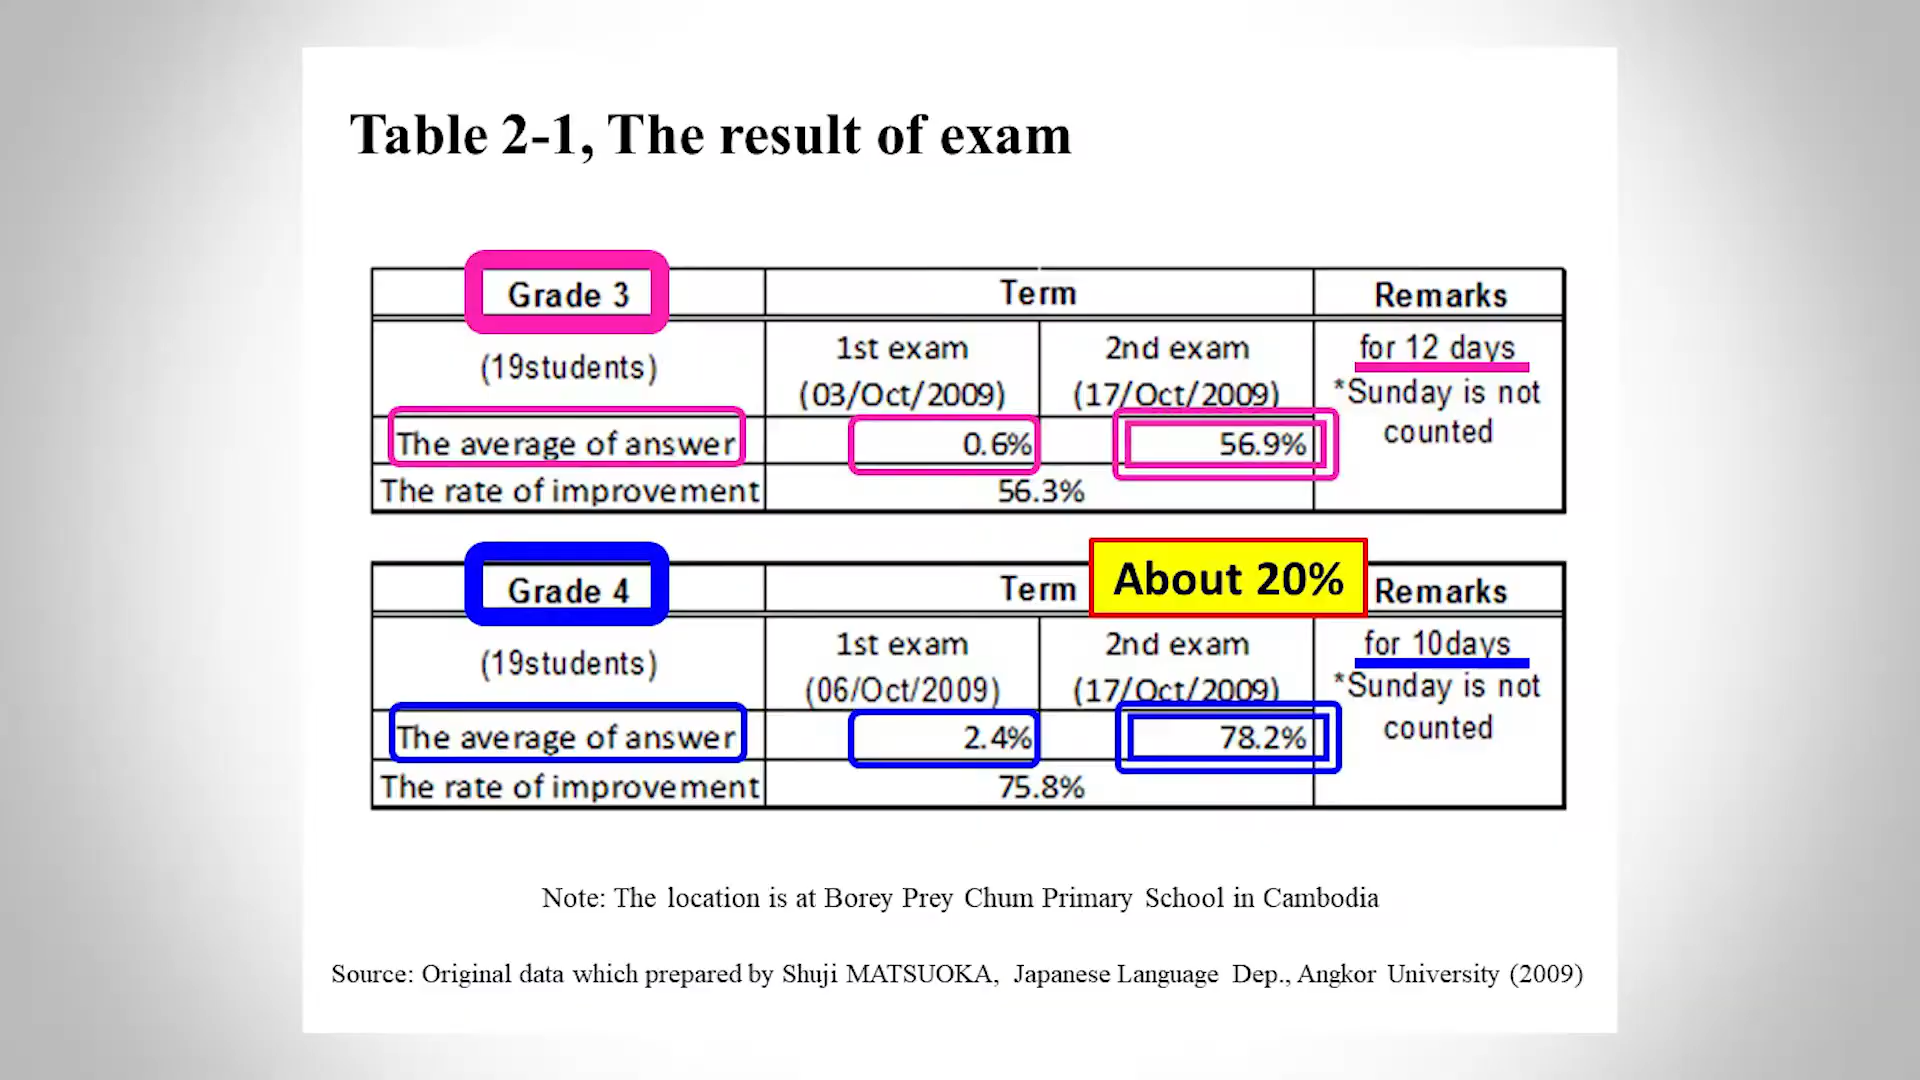 Table 2-1, The result of exam
Grade 3 Term Remarks
(19students) 1st exam 2nd exam for 12 days
(03/Oct/2009) (17/Oct/2009) *Sunday is not
counted
The average of answer 0.6% 56.9%
The rate of improvement 56.3%
About 20%
Grade 4 Term Remarks
(19students) 1st exam 2nd exam for 10days
(06/Oct/2009) (17/Oct/2009) *Sunday is not
counted
The average of answer 2.4% 78.2%
The rate of improvement 75.8%
Note: The location is at Borey Prey Chum Primary School in Cambodia
Source: Original data which prepared by Shuji MATSUOKA, Japanese Language Dep., Angkor University (2009)